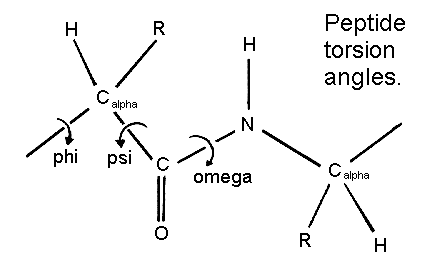 Peptide
torsion
angles.
H R
H
C alpha
N
phi psi C omega
C alpha
O
R H